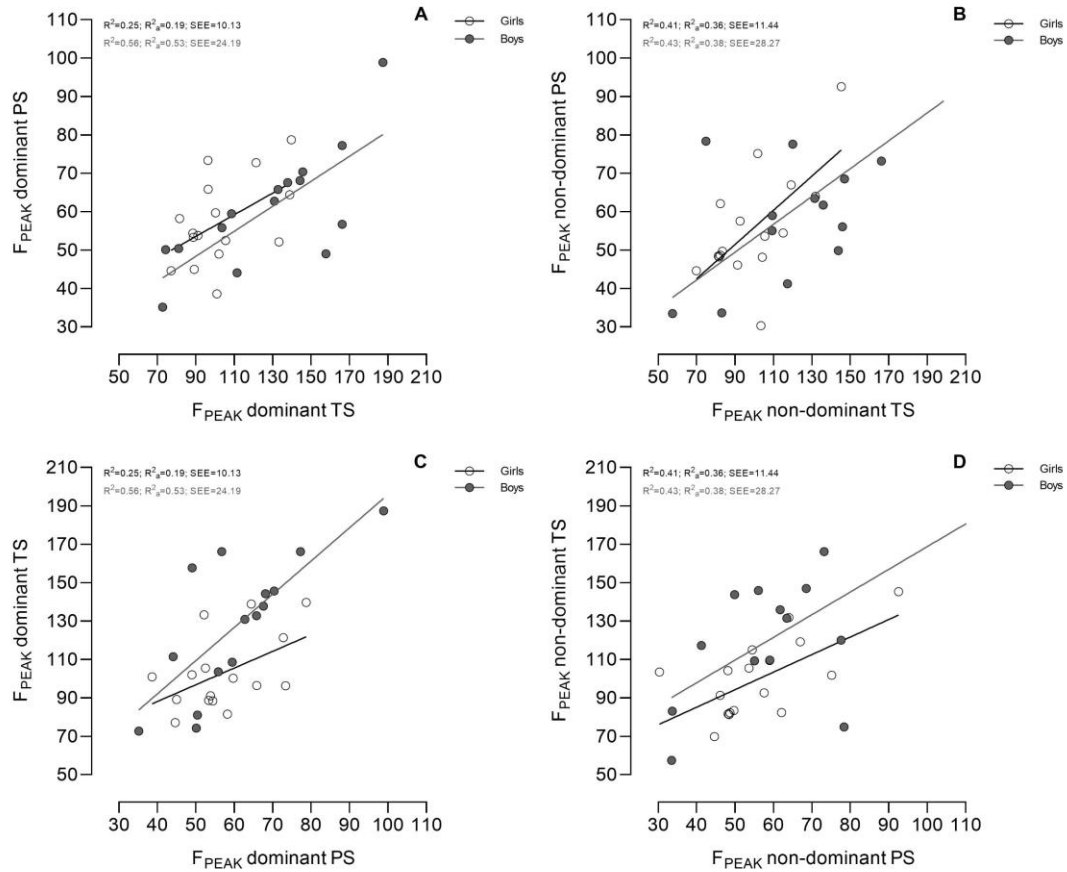 A
R²=0.25; R²ₐ=0.19; SEE=10.13
R²=0.56; R²ₐ=0.53; SEE=24.19
Girls
Boys
110
100
90
80
70
60
50
40
30
F_PEAK dominant PS
50 70 90 110 130 150 170 190 210
F_PEAK dominant TS
B
R²=0.41; R²ₐ=0.36; SEE=11.44
R²=0.43; R²ₐ=0.38; SEE=28.27
Girls
Boys
110
100
90
80
70
60
50
40
30
F_PEAK non-dominant PS
50 70 90 110 130 150 170 190 210
F_PEAK non-dominant TS
C
R²=0.25; R²ₐ=0.19; SEE=10.13
R²=0.56; R²ₐ=0.53; SEE=24.19
Girls
Boys
210
190
170
150
130
110
90
70
50
F_PEAK dominant TS
30 40 50 60 70 80 90 100 110
F_PEAK dominant PS
D
R²=0.41; R²ₐ=0.36; SEE=11.44
R²=0.43; R²ₐ=0.38; SEE=28.27
Girls
Boys
210
190
170
150
130
110
90
70
50
F_PEAK non-dominant TS
30 40 50 60 70 80 90 100 110
F_PEAK non-dominant PS